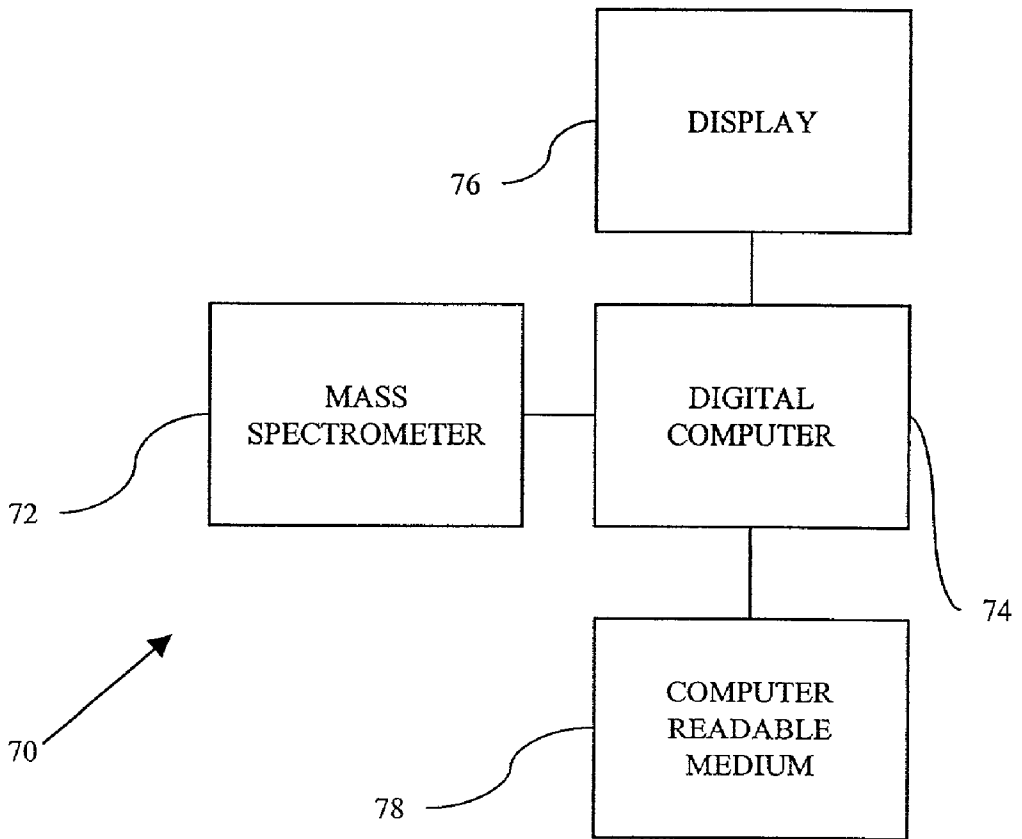 DISPLAY
76
MASS
SPECTROMETER
DIGITAL
COMPUTER
72
74
COMPUTER
READABLE
MEDIUM
70
78